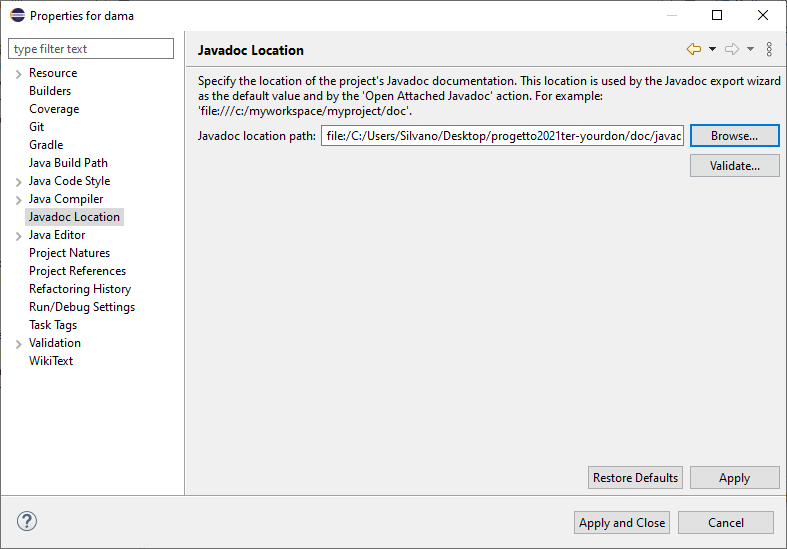 Properties for dama
type filter text
Resource
Builders
Coverage
Git
Gradle
Java Build Path
Java Code Style
Java Compiler
Javadoc Location
Java Editor
Project Natures
Project References
Refactoring History
Run/Debug Settings
Task Tags
Validation
WikiText
Javadoc Location
Specify the location of the project's Javadoc documentation. This location is used by the Javadoc export wizard
as the default value and by the 'Open Attached Javadoc' action. For example:
'file:///c:/myworkspace/myproject/doc'.
Javadoc location path: file:/C:/Users/Silvano/Desktop/progetto2021ter-yourdon/doc/javac Browse...
Validate...
Restore Defaults Apply
? Apply and Close Cancel